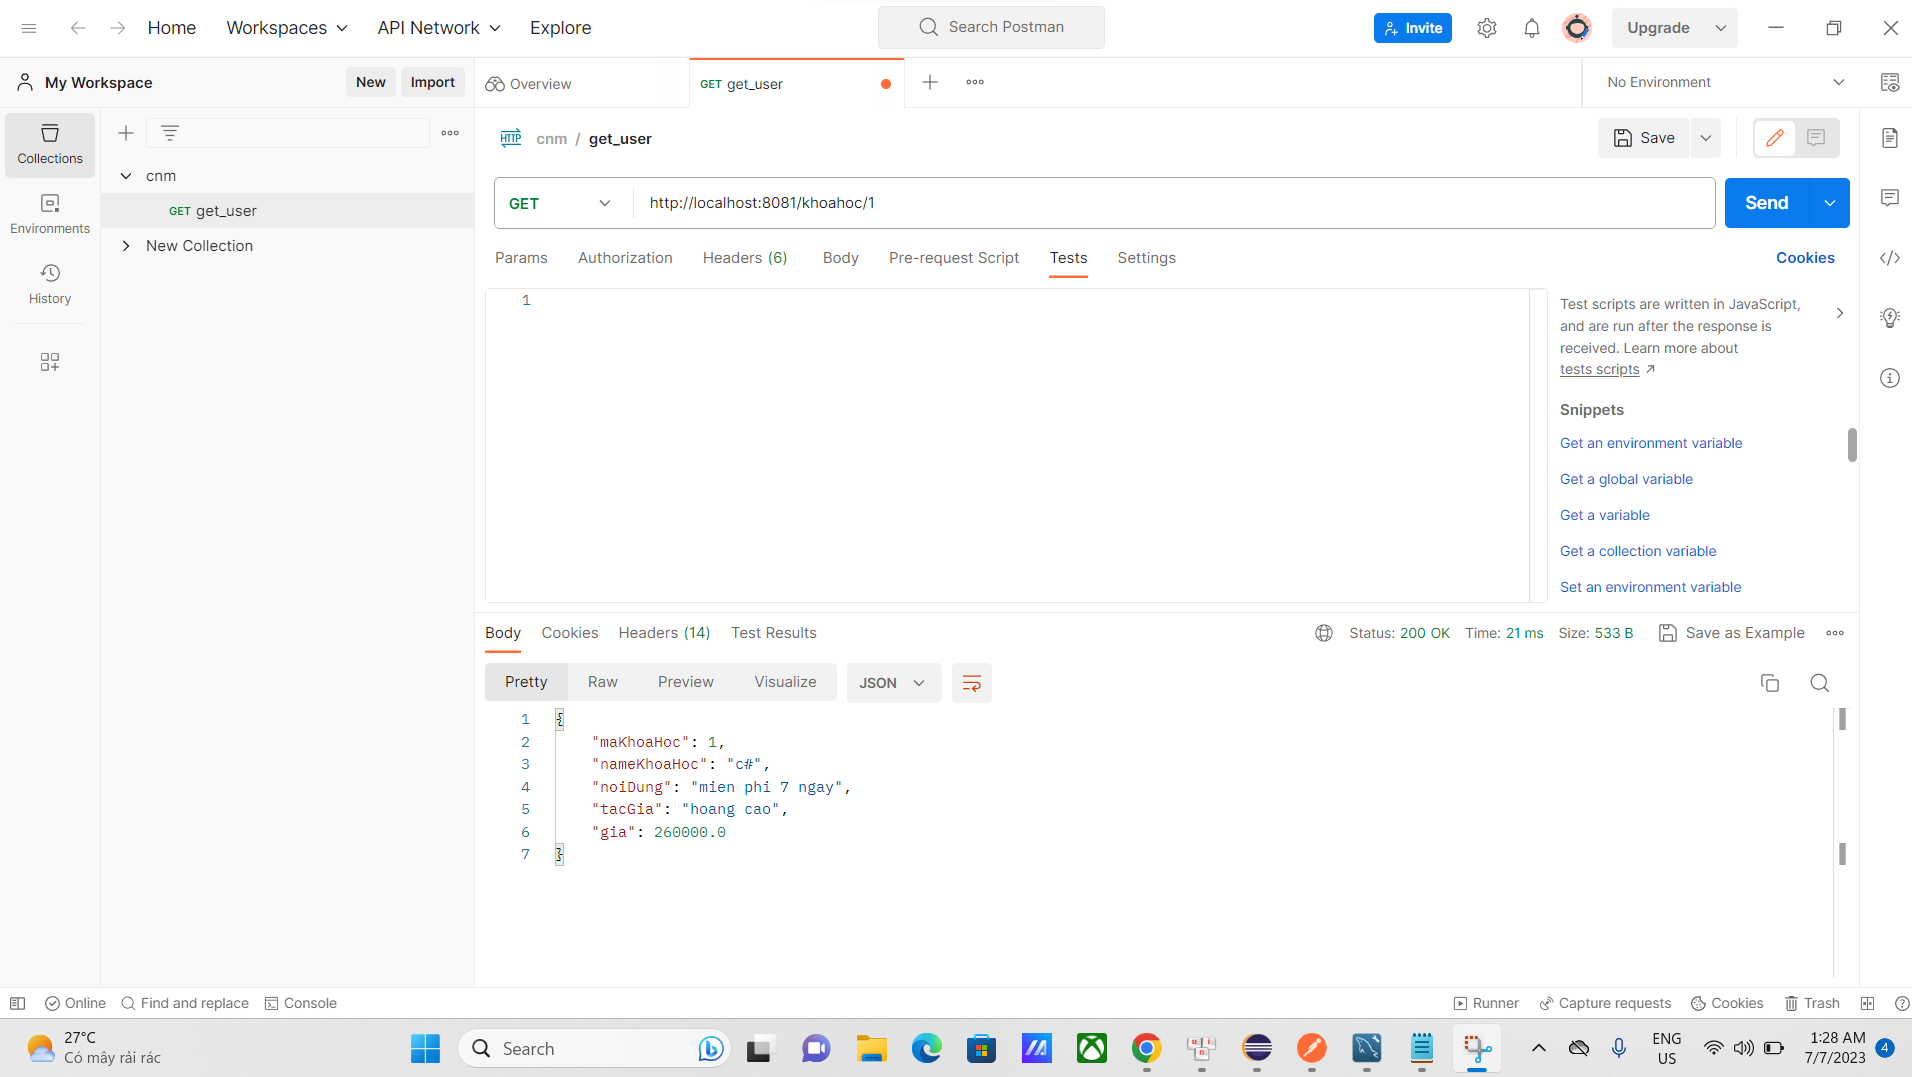 Home Workspaces API Network Explore Search Postman Invite Upgrade
My Workspace New Import Overview GET get_user No Environment
Collections
Environments
History
cnm
GET get_user
New Collection
HTTP cnm / get_user Save
GET http://localhost:8081/khoahoc/1 Send
Params Authorization Headers (6) Body Pre-request Script Tests Settings Cookies
1
Test scripts are written in JavaScript,
and are run after the response is
received. Learn more about
tests scripts
Snippets
Get an environment variable
Get a global variable
Get a variable
Get a collection variable
Set an environment variable
Body Cookies Headers (14) Test Results Status: 200 OK Time: 21 ms Size: 533 B Save as Example
Pretty Raw Preview Visualize JSON
1 {
2 "maKhoaHoc": 1,
3 "nameKhoaHoc": "c#",
4 "noiDung": "mien phi 7 ngay",
5 "tacGia": "hoang cao",
6 "gia": 260000.0
7 }
Online Find and replace Console Runner Capture requests Cookies Trash
27°C
Có mây rải rác
Search
ENG
US
1:28 AM
7/7/2023
4